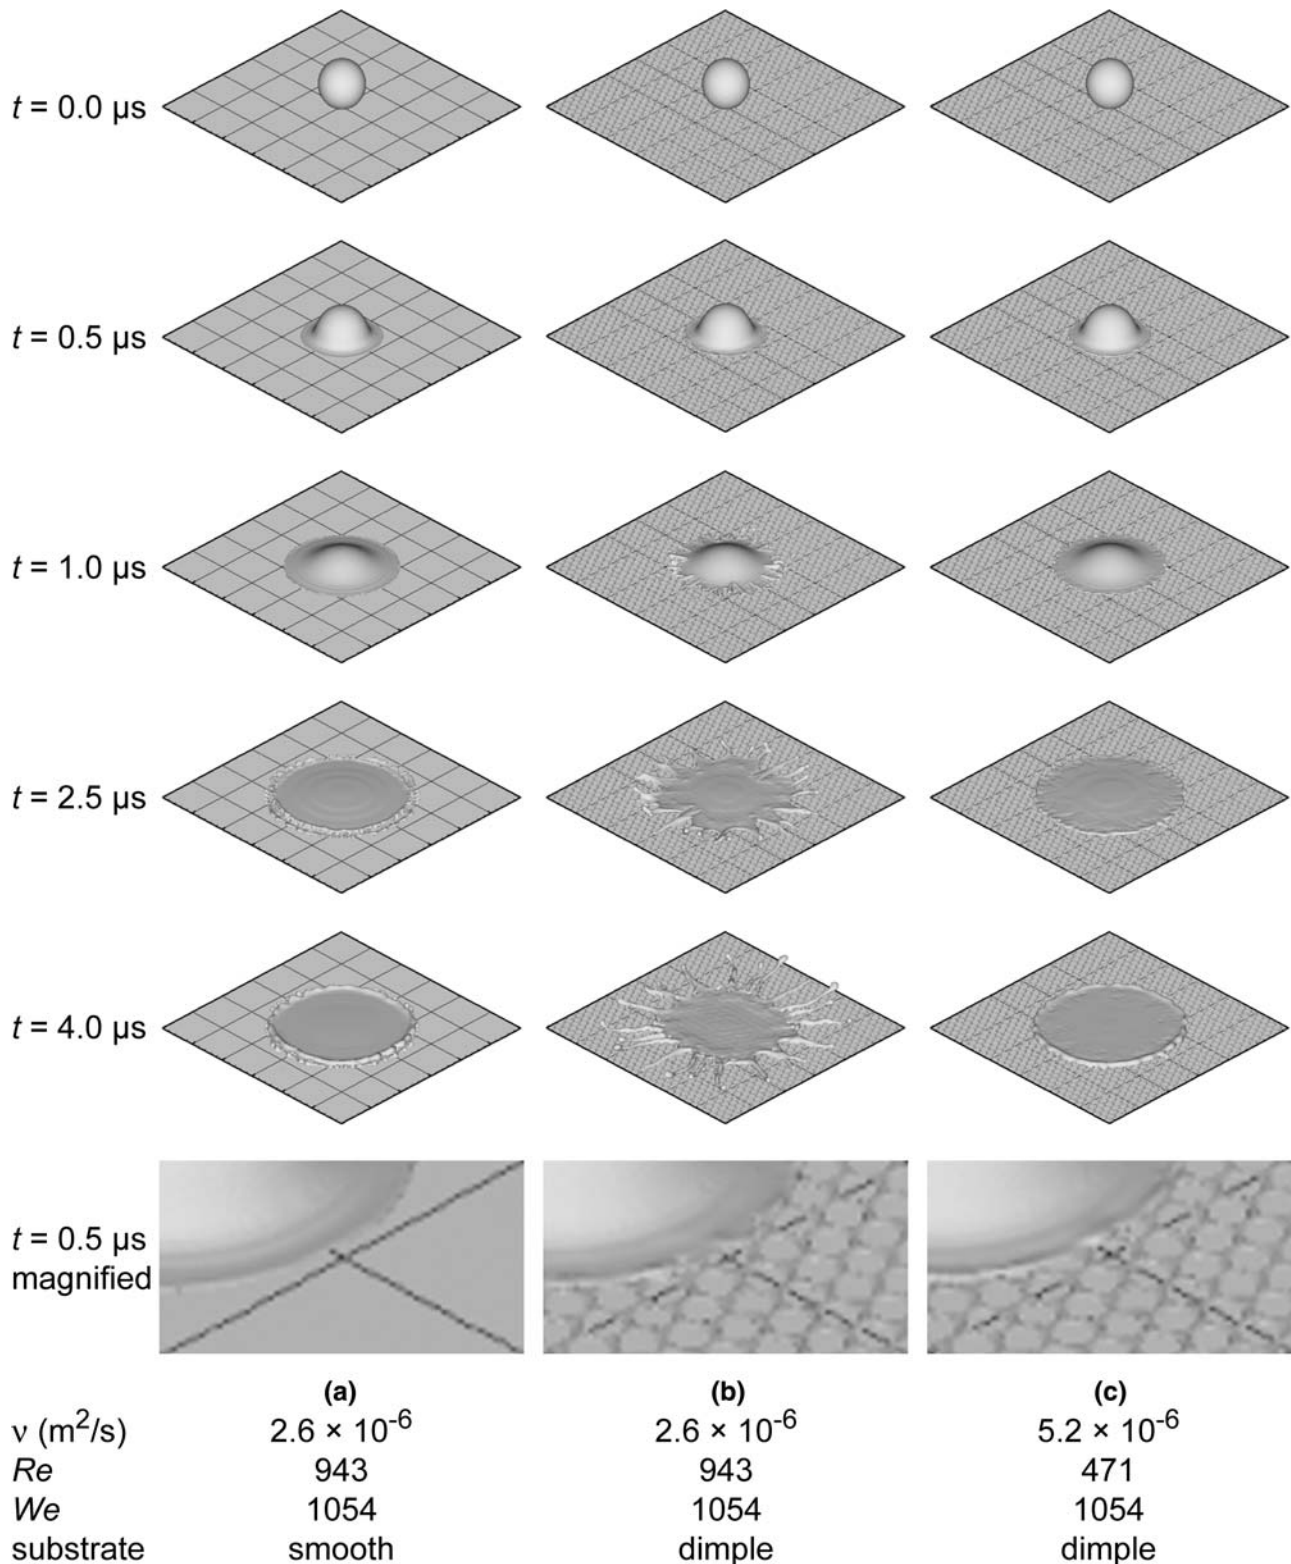 t = 0.0 µs
t = 0.5 µs
t = 1.0 µs
t = 2.5 µs
t = 4.0 µs
t = 0.5 µs
magnified
(a) (b) (c)
ν (m²/s) 2.6 × 10⁻⁶ 2.6 × 10⁻⁶ 5.2 × 10⁻⁶
Re 943 943 471
We 1054 1054 1054
substrate smooth dimple dimple